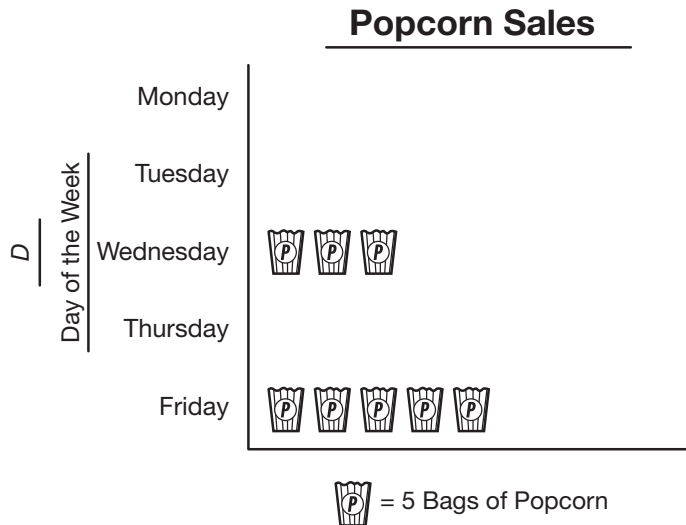 Popcorn Sales
Monday
Tuesday
Wednesday P P P
Thursday
Friday P P P P P
D
Day of the Week
P = 5 Bags of Popcorn